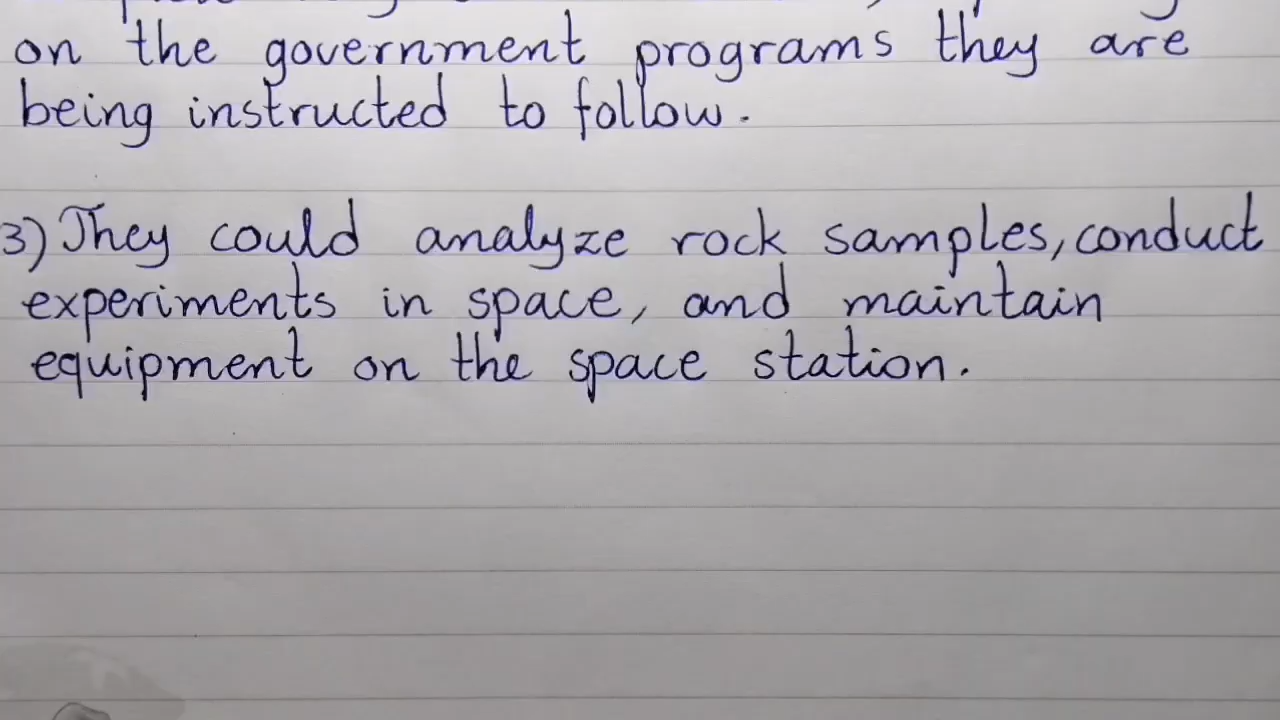 on the government programs they are
being instructed to follow.
3) They could analyze rock samples, conduct
experiments in space, and maintain
equipment on the space station.